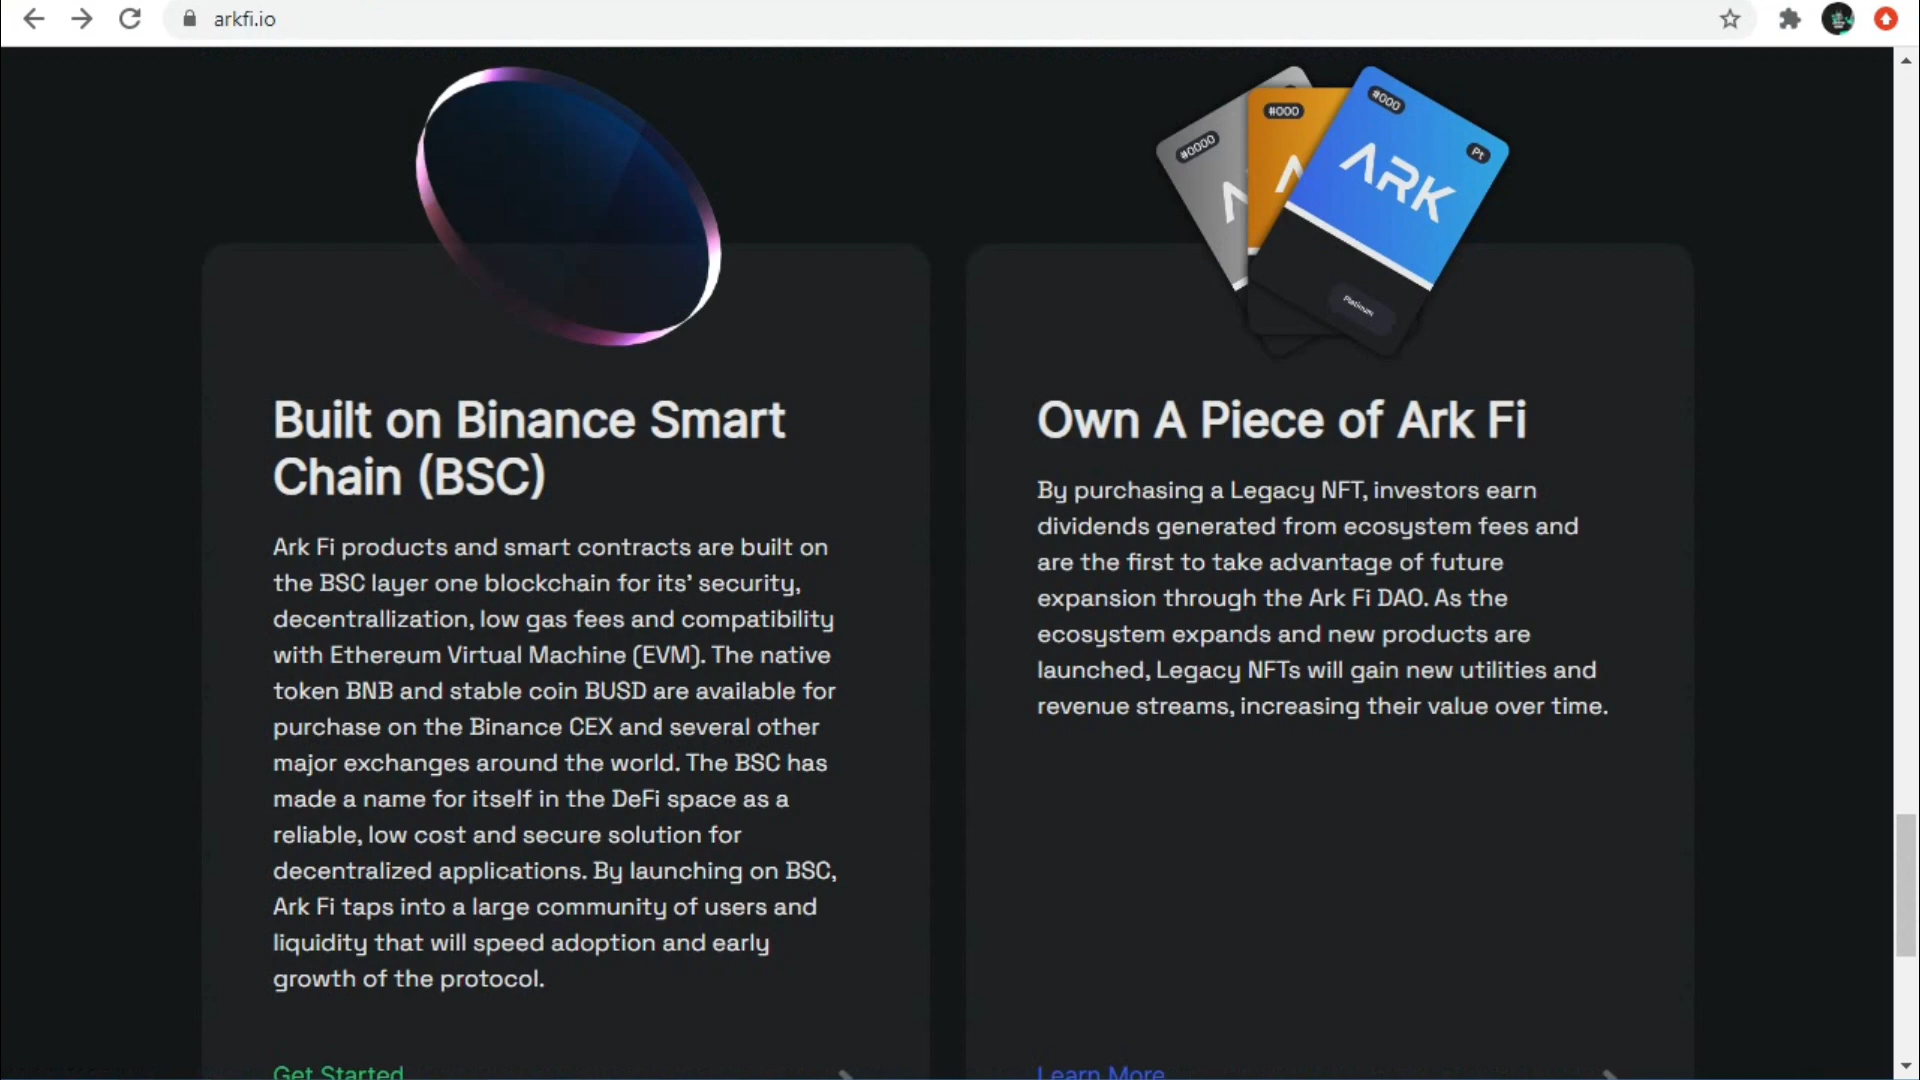 arkfi.io
#0000
#000
#000
Pt
ARK
Platinum
Built on Binance Smart
Chain (BSC)
Ark Fi products and smart contracts are built on
the BSC layer one blockchain for its’ security,
decentrallization, low gas fees and compatibility
with Ethereum Virtual Machine (EVM). The native
token BNB and stable coin BUSD are available for
purchase on the Binance CEX and several other
major exchanges around the world. The BSC has
made a name for itself in the DeFi space as a
reliable, low cost and secure solution for
decentralized applications. By launching on BSC,
Ark Fi taps into a large community of users and
liquidity that will speed adoption and early
growth of the protocol.
Get Started
Own A Piece of Ark Fi
By purchasing a Legacy NFT, investors earn
dividends generated from ecosystem fees and
are the first to take advantage of future
expansion through the Ark Fi DAO. As the
ecosystem expands and new products are
launched, Legacy NFTs will gain new utilities and
revenue streams, increasing their value over time.
Learn More